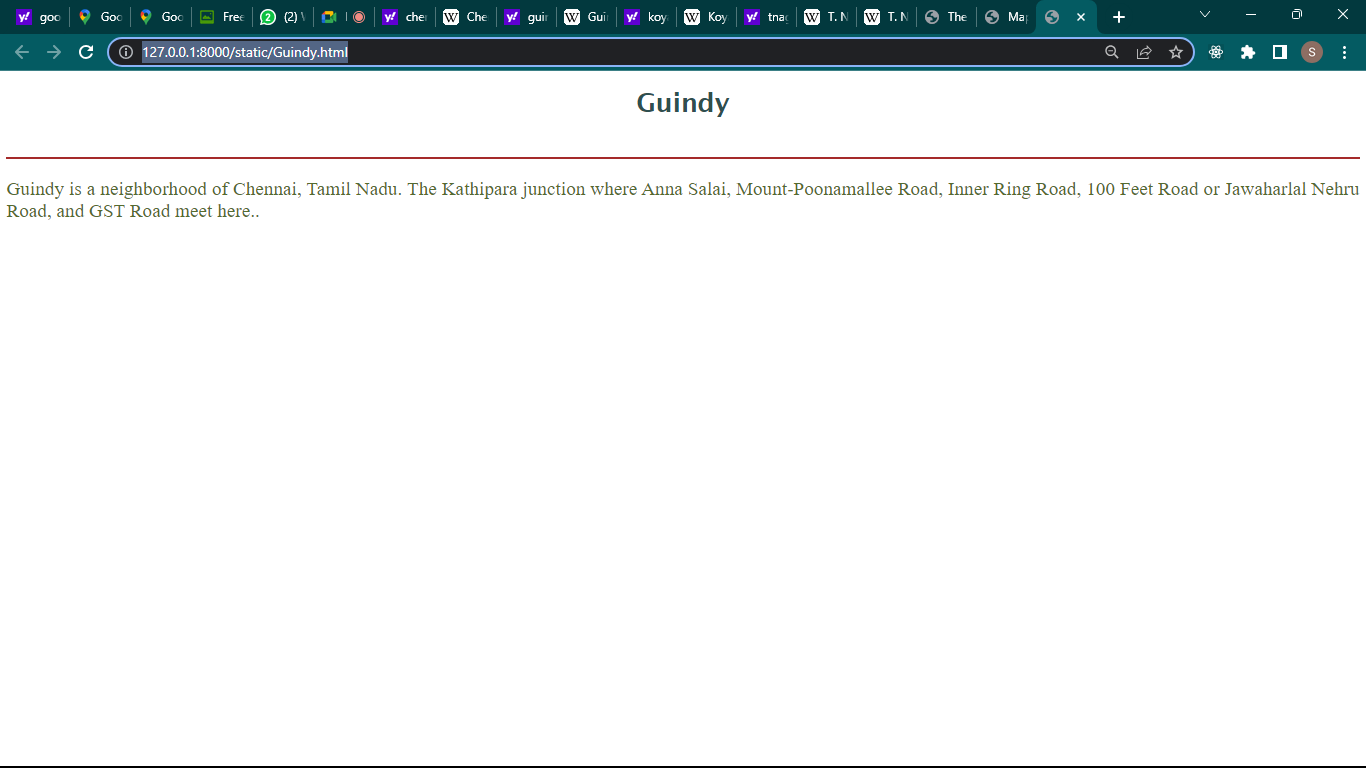 goo Goo Goo Free (2) W I cher Che guin Gui koy Koy tnag T. N T. N The Map
127.0.0.1:8000/static/Guindy.html
S
Guindy
Guindy is a neighborhood of Chennai, Tamil Nadu. The Kathipara junction where Anna Salai, Mount-Poonamallee Road, Inner Ring Road, 100 Feet Road or Jawaharlal Nehru
Road, and GST Road meet here..